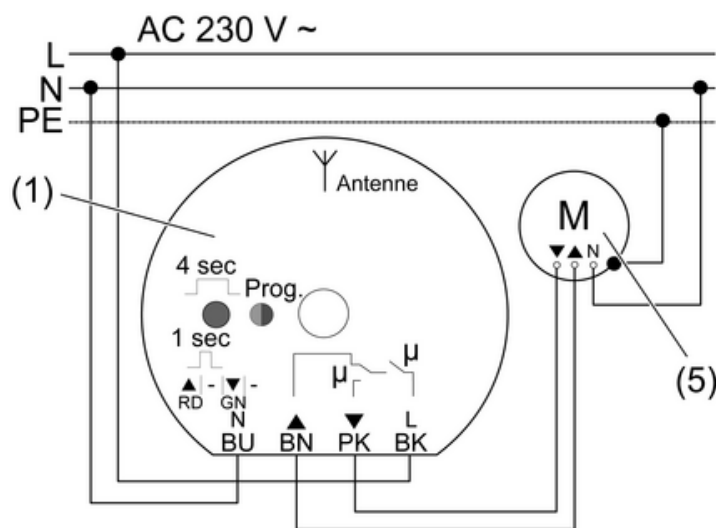 AC 230 V ~
L
N
PE
(1)
Antenne
M
▼ ▲ N
4 sec
Prog.
1 sec
µ µ
▲ - ▼ -
RD GN
(5)
N ▲ ▼ L
BU BN PK BK